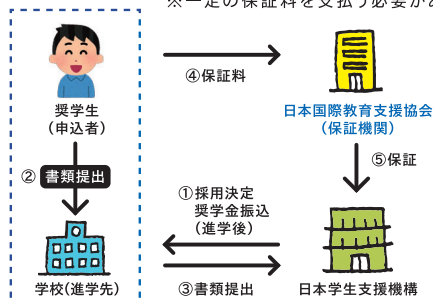 ※一定の保証料を支払う必要があ
④保証料
奨学生
(申込者)
日本国際教育支援協会
(保証機関)
② 書類提出
⑤保証
①採用決定
奨学金振込
(進学後)
学校(進学先)
③書類提出
日本学生支援機構